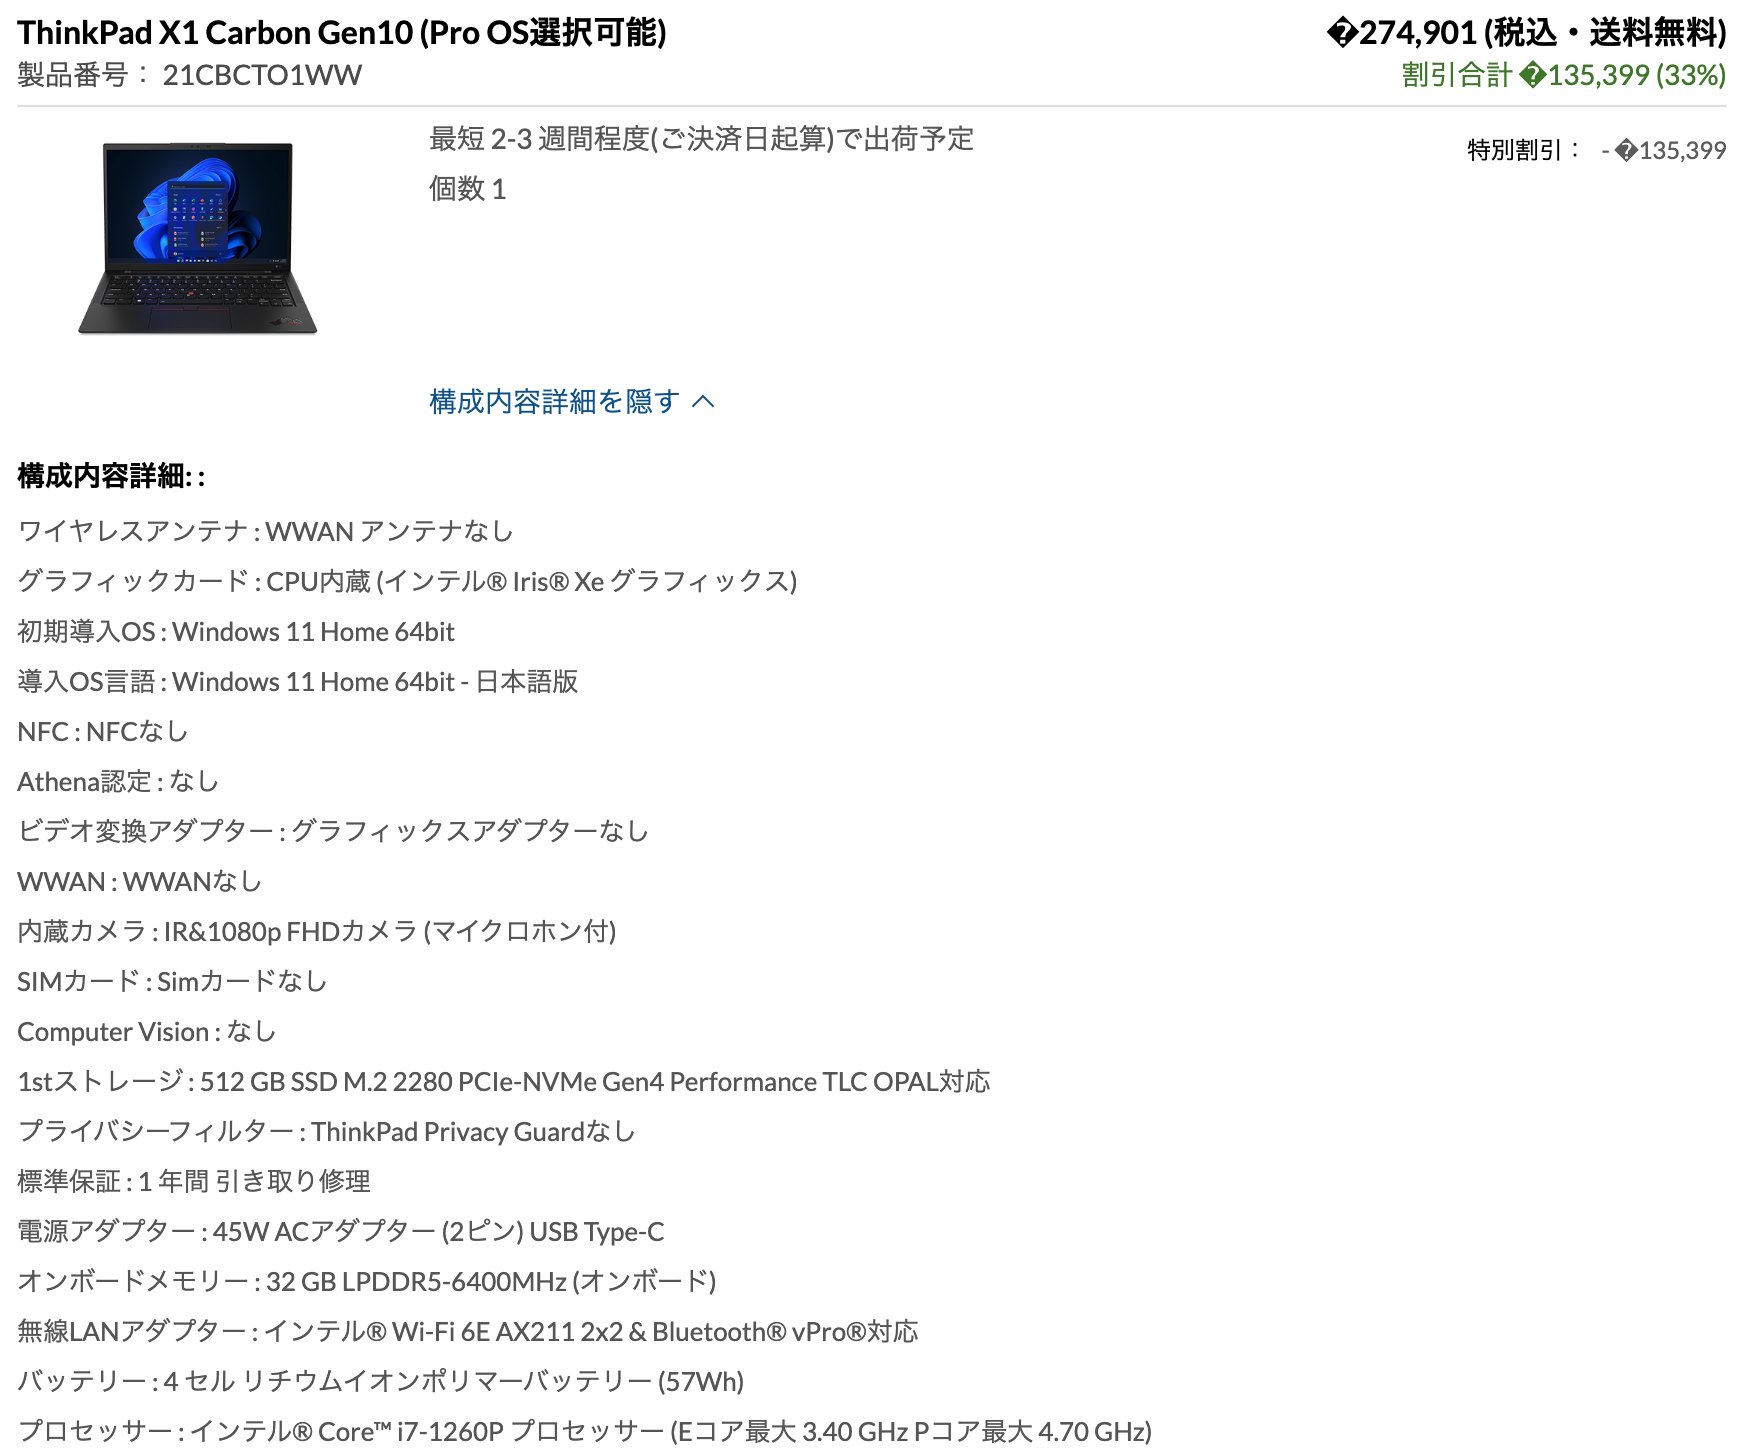 ThinkPad X1 Carbon Gen10 (Pro OS選択可能)
�274,901 (税込・送料無料)
製品番号： 21CBCTO1WW
割引合計 �135,399 (33%)
最短 2-3 週間程度(ご決済日起算)で出荷予定
特別割引： - �135,399
個数 1
構成内容詳細を隠す
構成内容詳細: :
ワイヤレスアンテナ : WWAN アンテナなし
グラフィックカード : CPU内蔵 (インテル® Iris® Xe グラフィックス)
初期導入OS : Windows 11 Home 64bit
導入OS言語 : Windows 11 Home 64bit - 日本語版
NFC : NFCなし
Athena認定 : なし
ビデオ変換アダプター : グラフィックスアダプターなし
WWAN : WWANなし
内蔵カメラ : IR&1080p FHDカメラ (マイクロホン付)
SIMカード : Simカードなし
Computer Vision : なし
1stストレージ : 512 GB SSD M.2 2280 PCIe-NVMe Gen4 Performance TLC OPAL対応
プライバシーフィルター : ThinkPad Privacy Guardなし
標準保証 : 1 年間 引き取り修理
電源アダプター : 45W ACアダプター (2ピン) USB Type-C
オンボードメモリー : 32 GB LPDDR5-6400MHz (オンボード)
無線LANアダプター : インテル® Wi-Fi 6E AX211 2x2 & Bluetooth® vPro®対応
バッテリー : 4 セル リチウムイオンポリマーバッテリー (57Wh)
プロセッサー : インテル® Core™ i7-1260P プロセッサー (Eコア最大 3.40 GHz Pコア最大 4.70 GHz)